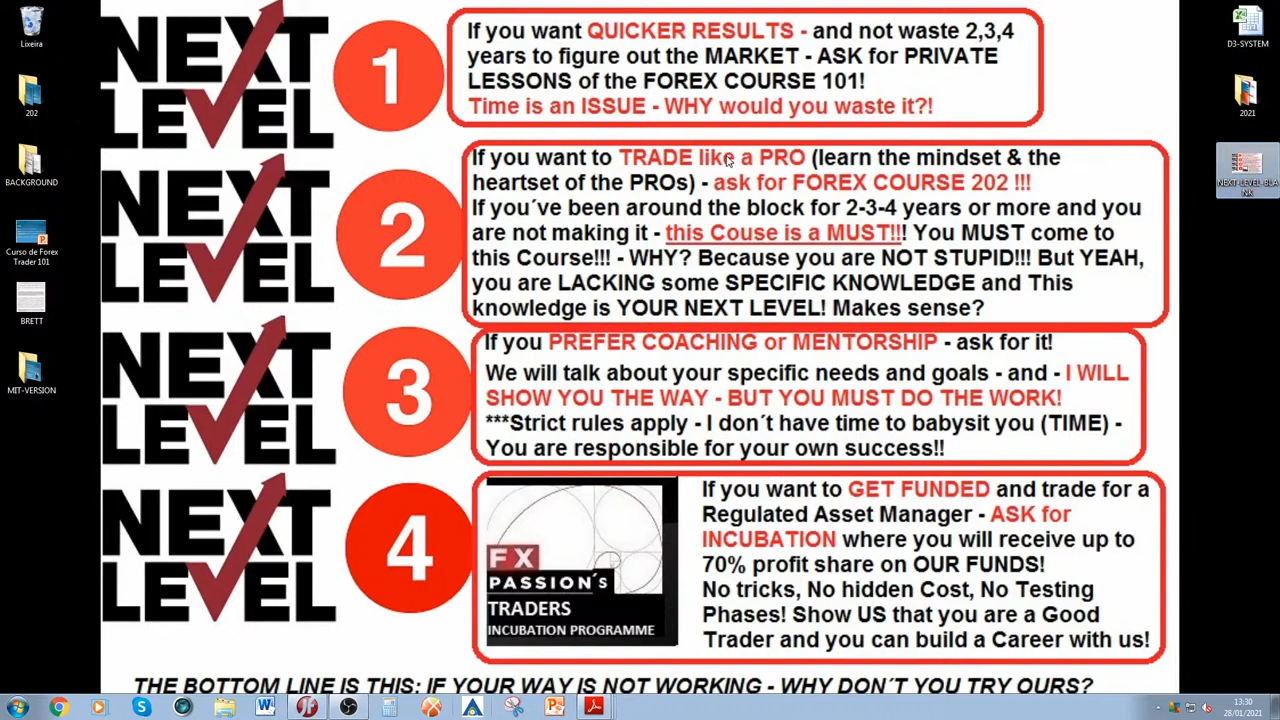 Lixeira
202
BACKGROUND
Curso de Forex
Trader 101
BRETT
MIT-VERSION
NEXT
LEVEL
1
If you want QUICKER RESULTS - and not waste 2,3,4
years to figure out the MARKET - ASK for PRIVATE
LESSONS of the FOREX COURSE 101!
Time is an ISSUE - WHY would you waste it?!
NEXT
LEVEL
2
If you want to TRADE like a PRO (learn the mindset & the
heartset of the PROs) - ask for FOREX COURSE 202 !!!
If you´ve been around the block for 2-3-4 years or more and you
are not making it - this Couse is a MUST!!! You MUST come to
this Course!!! - WHY? Because you are NOT STUPID!!! But YEAH,
you are LACKING some SPECIFIC KNOWLEDGE and This
knowledge is YOUR NEXT LEVEL! Makes sense?
NEXT
LEVEL
3
If you PREFER COACHING or MENTORSHIP - ask for it!
We will talk about your specific needs and goals - and - I WILL
SHOW YOU THE WAY - BUT YOU MUST DO THE WORK!
***Strict rules apply - I don´t have time to babysit you (TIME) -
You are responsible for your own success!!
NEXT
LEVEL
4
FX
PASSION´s
TRADERS
INCUBATION PROGRAMME
If you want to GET FUNDED and trade for a
Regulated Asset Manager - ASK for
INCUBATION where you will receive up to
70% profit share on OUR FUNDS!
No tricks, No hidden Cost, No Testing
Phases! Show US that you are a Good
Trader and you can build a Career with us!
THE BOTTOM LINE IS THIS: IF YOUR WAY IS NOT WORKING - WHY DON´T YOU TRY OURS?
D3-SYSTEM
2021
NEXT-LEVEL-BLA
NK
13:30
28/01/2021